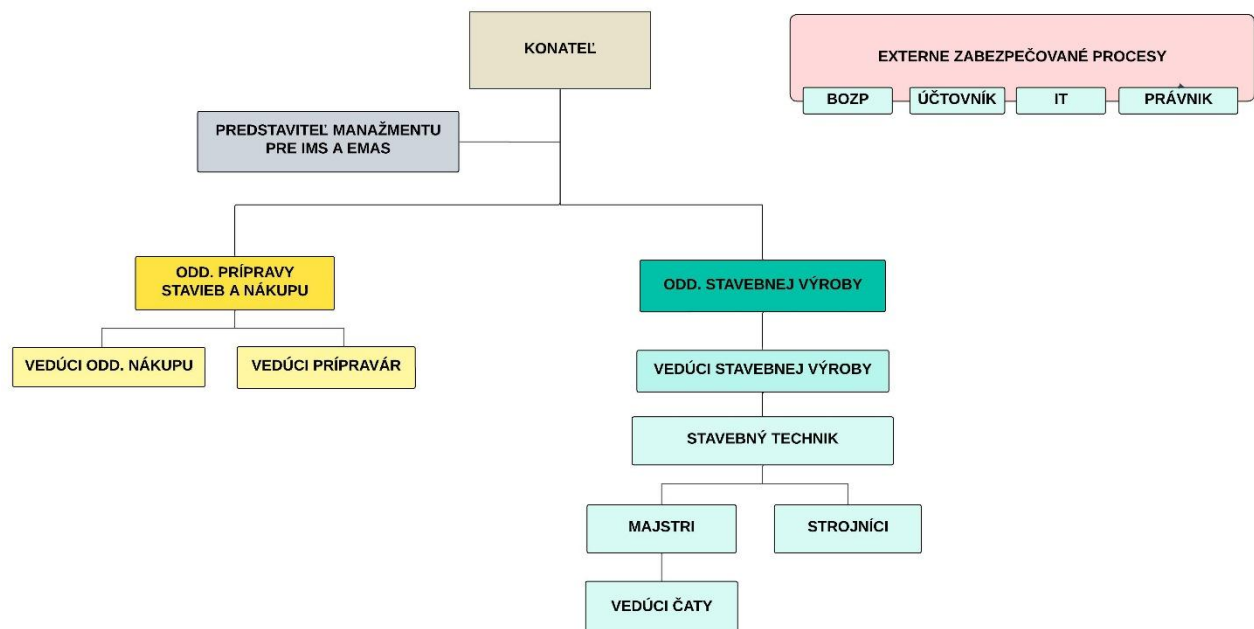 KONATEĽ
EXTERNE ZABEZPEČOVANÉ PROCESY
BOZP
ÚČTOVNÍK
IT
PRÁVNIK
PREDSTAVITEĽ MANAŽMENTU
PRE IMS A EMAS
ODD. PRÍPRAVY
STAVIEB A NÁKUPU
ODD. STAVEBNEJ VÝROBY
VEDÚCI ODD. NÁKUPU
VEDÚCI PRÍPRAVÁR
VEDÚCI STAVEBNEJ VÝROBY
STAVEBNÝ TECHNIK
MAJSTRI
STROJNÍCI
VEDÚCI ČATY